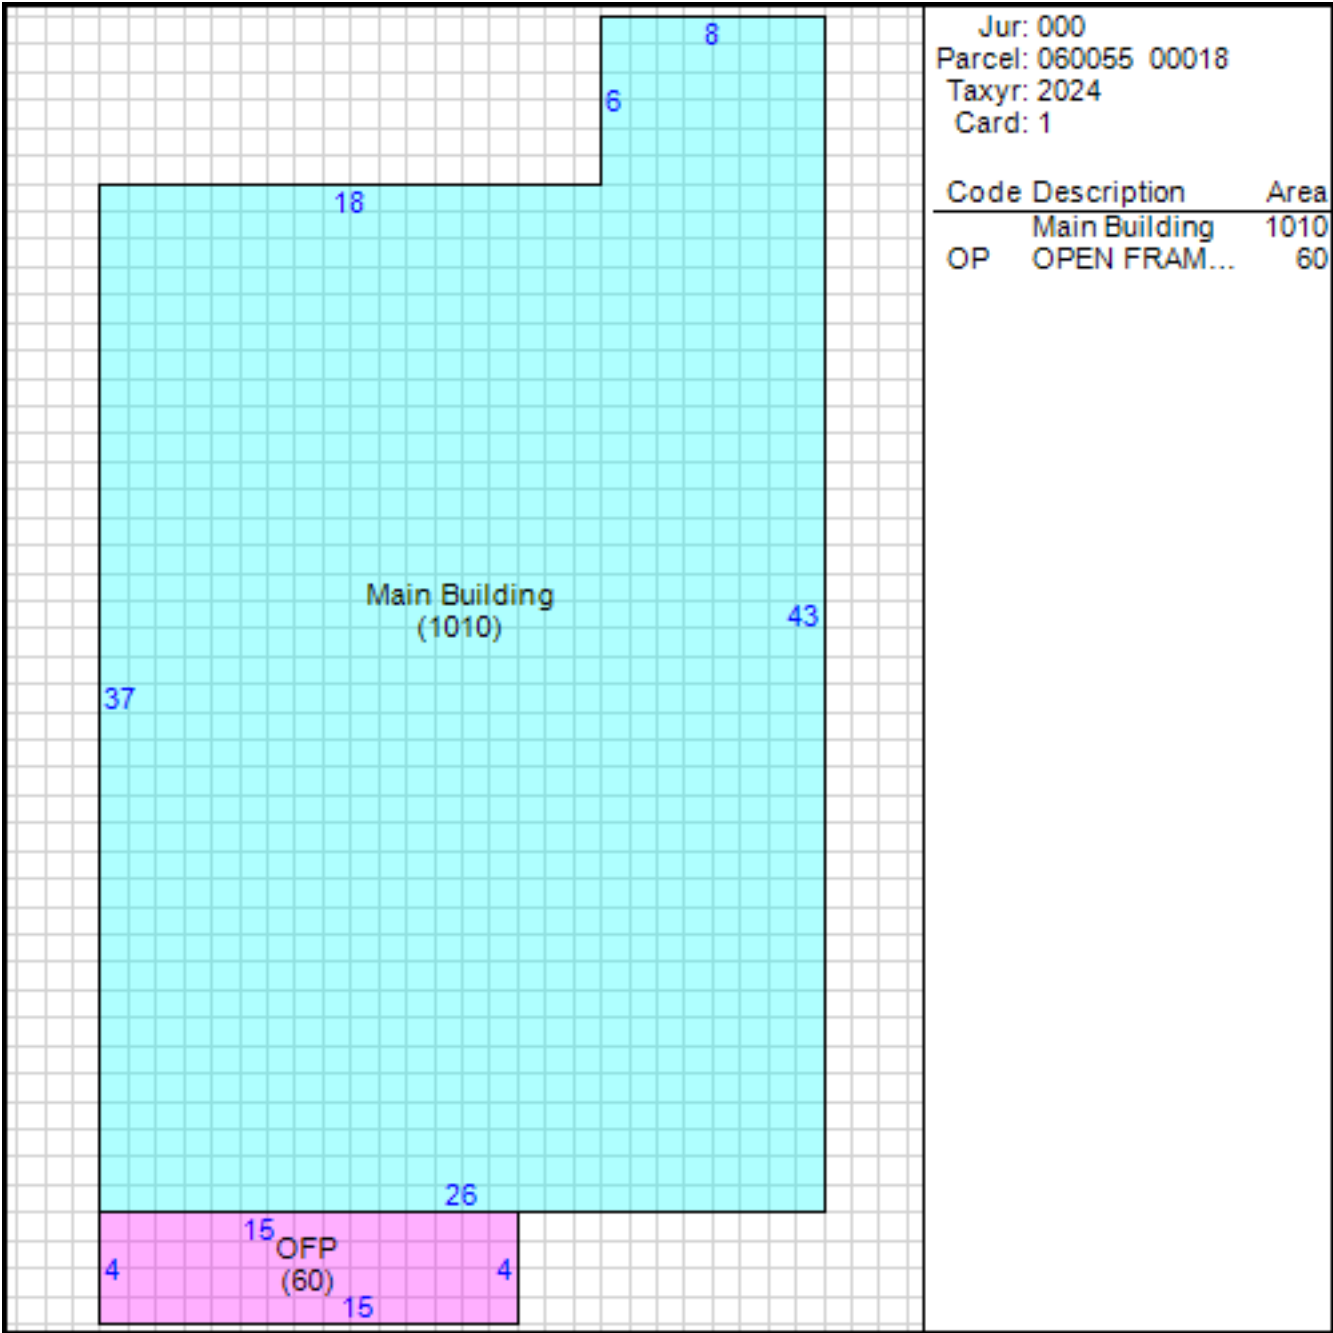 8
6
18
Main Building
(1010)
43
37
26
15
OFP
4
4
(60)
15
Jur: 000
Parcel: 060055 00018
Taxyr: 2024
Card: 1
Code Description Area
Main Building 1010
OP OPEN FRAM... 60